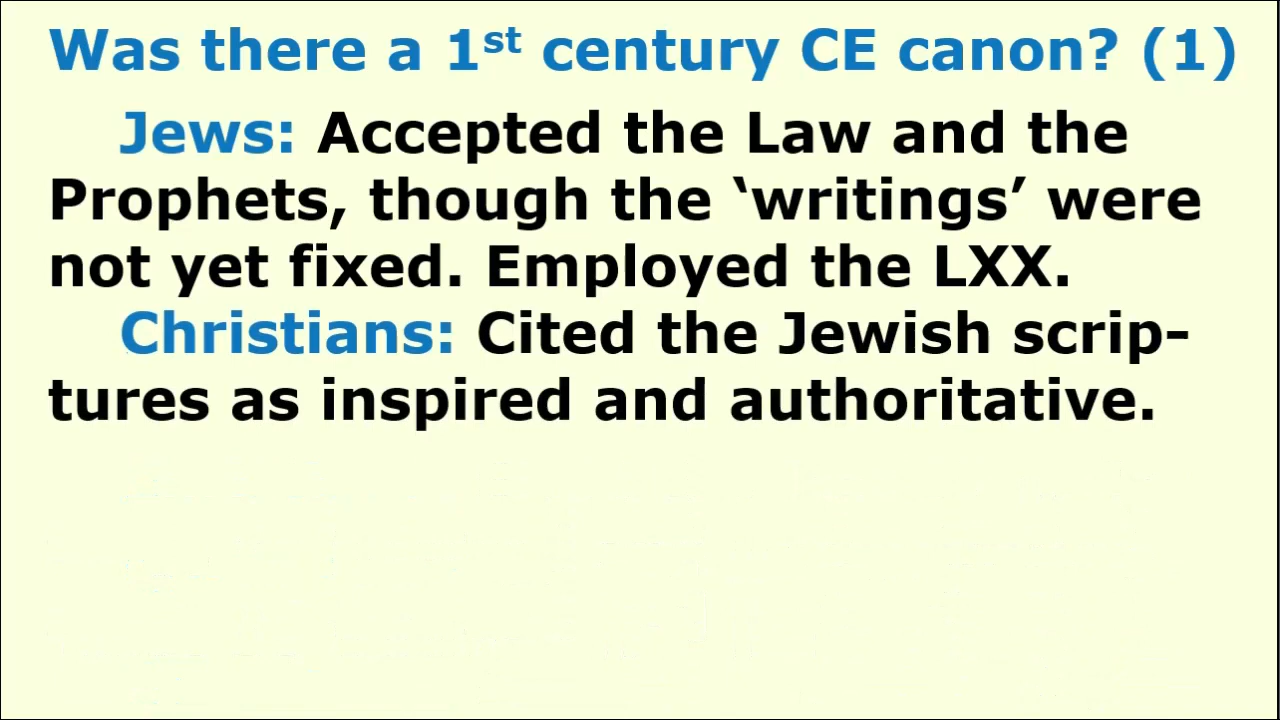 Was there a 1st century CE canon? (1)
Jews: Accepted the Law and the
Prophets, though the ‛writings’ were
not yet fixed. Employed the LXX.
Christians: Cited the Jewish scrip-
tures as inspired and authoritative.